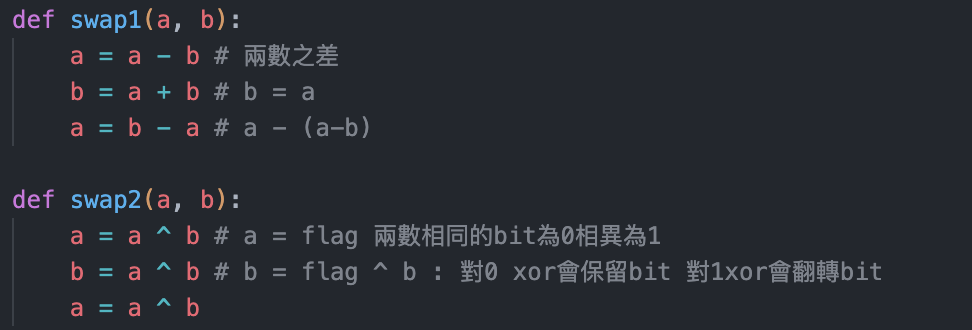 def swap1(a, b):
    a = a - b # 兩數之差
    b = a + b # b = a
    a = b - a # a - (a-b)
def swap2(a, b):
    a = a ^ b # a = flag 兩數相同的bit為0相異為1
    b = a ^ b # b = flag ^ b : 對0 xor會保留bit 對1xor會翻轉bit
    a = a ^ b